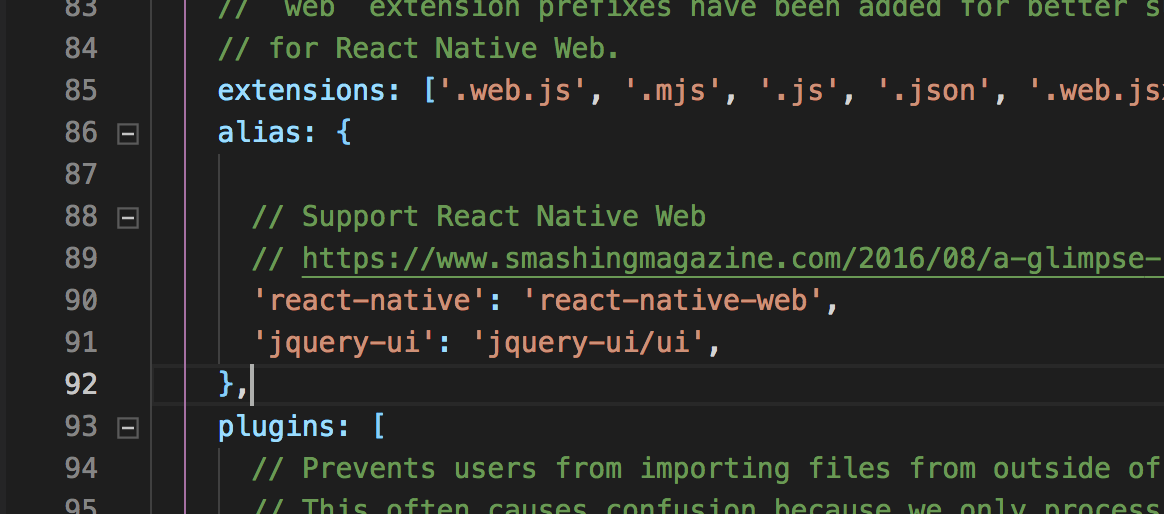 83 // `web` extension prefixes have been added for better
84 // for React Native Web.
85 extensions: ['.web.js', '.mjs', '.js', '.json',
86 alias: {
87
88 // Support React Native Web
89 // https://www.smashingmagazine.com/2016/08/a-glimpse-
90 'react-native': 'react-native-web',
91 'jquery-ui': 'jquery-ui/ui',
92 },
93 plugins: [
94 // Prevents users from importing files from outside of
95 // This often causes confusion because we only process